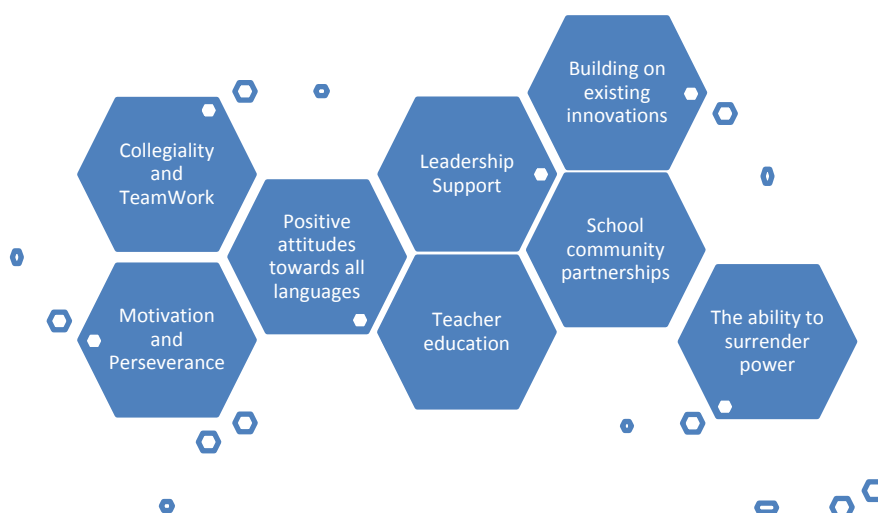 Collegiality
and
TeamWork
Motivation
and
Perseverance
Positive
attitudes
towards all
languages
Leadership
Support
Teacher
education
Building on
existing
innovations
School
community
partnerships
The ability to
surrender
power